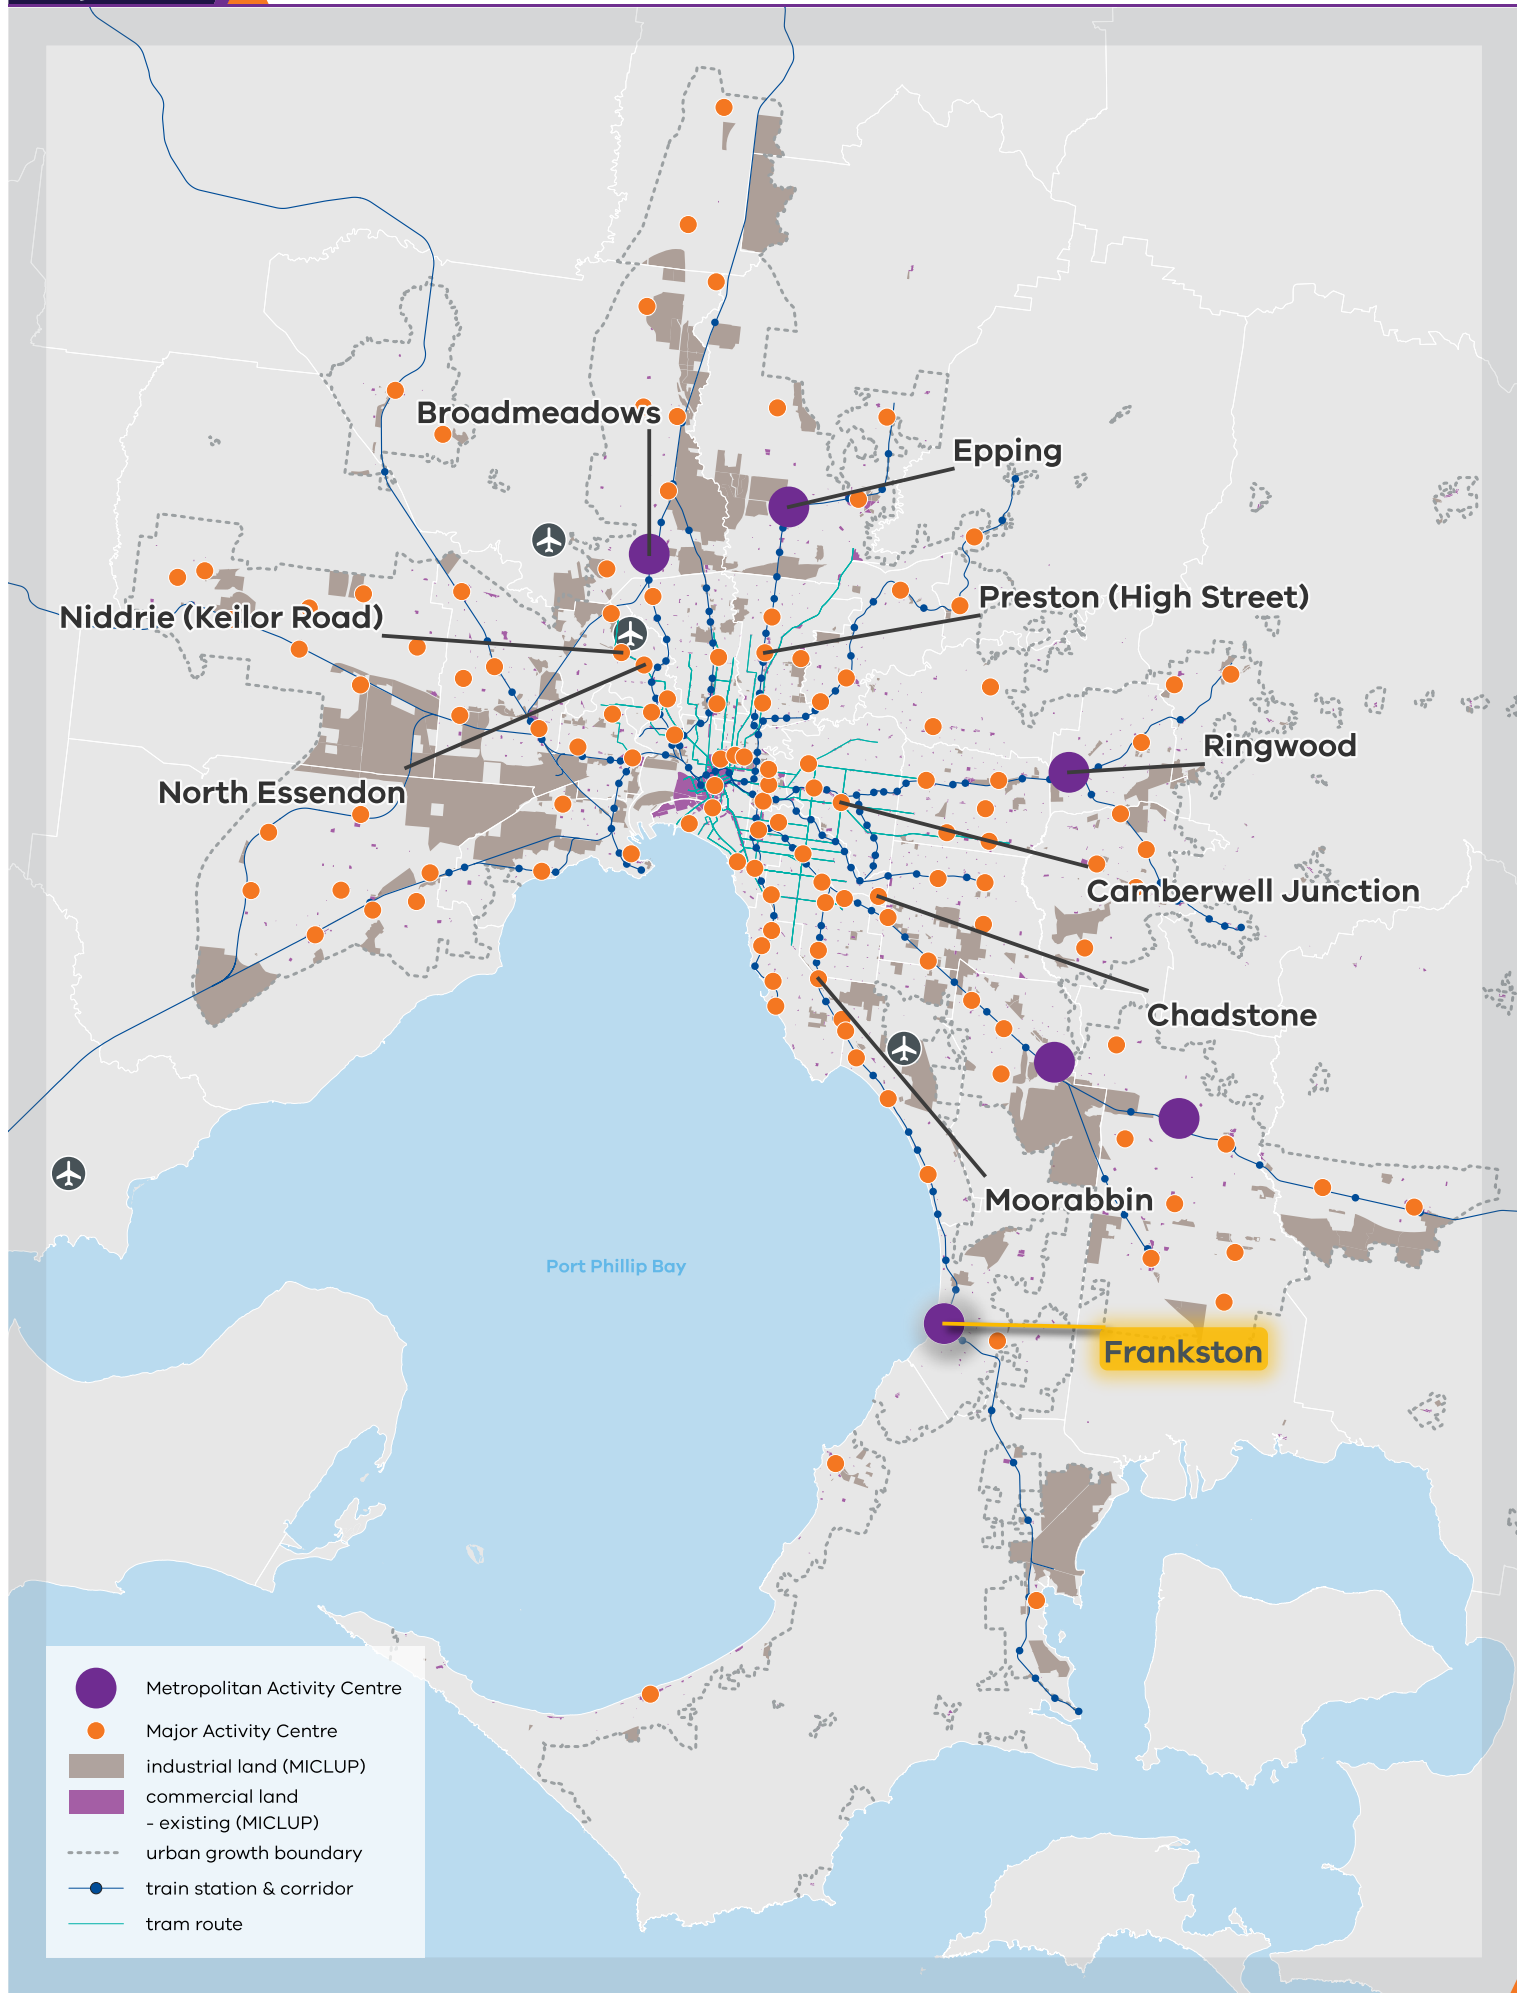 Broadmeadows
Epping
Preston (High Street)
Niddrie (Keilor Road)
Ringwood
North Essendon
Camberwell Junction
Chadstone
Moorabbin
Port Phillip Bay
Frankston
Metropolitan Activity Centre
Major Activity Centre
industrial land (MICLUP)
commercial land
- existing (MICLUP)
urban growth boundary
train station & corridor
tram route